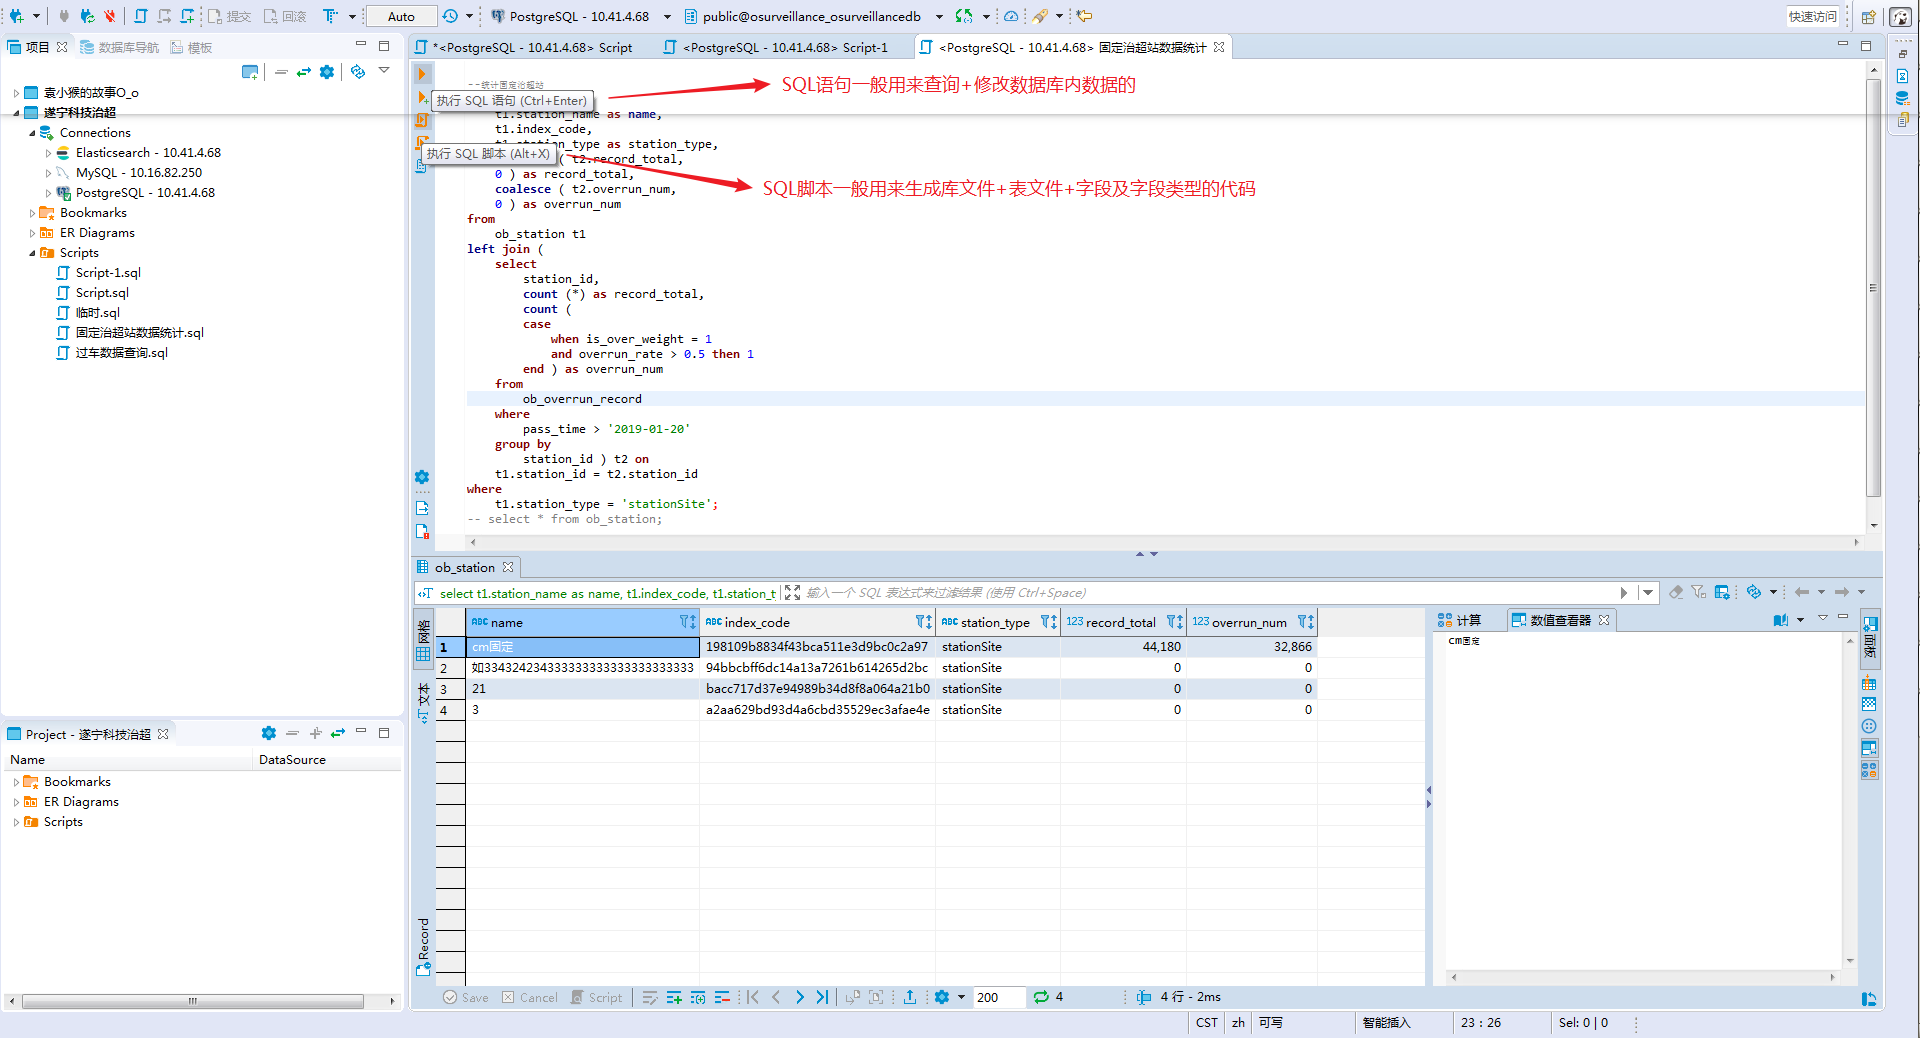 提交
回滚
Auto
PostgreSQL - 10.41.4.68
public@osurveillance_osurveillancedb
快速访问
项目
数据库导航
模板
袁小猴的故事O_o
遂宁科技治超
Connections
Elasticsearch - 10.41.4.68
MySQL - 10.16.82.250
PostgreSQL - 10.41.4.68
Bookmarks
ER Diagrams
Scripts
Script-1.sql
Script.sql
临时.sql
固定治超站数据统计.sql
过车数据查询.sql
*<PostgreSQL - 10.41.4.68> Script
<PostgreSQL - 10.41.4.68> Script-1
<PostgreSQL - 10.41.4.68> 固定治超站数据统计
--统计固定治超站
执行 SQL 语句 (Ctrl+Enter)
SQL语句一般用来查询+修改数据库内数据的
t1.station_name as name,
t1.index_code,
t1.station_type as station_type,
执行 SQL 脚本 (Alt+X)
( t2.record_total,
0 ) as record_total,
SQL脚本一般用来生成库文件+表文件+字段及字段类型的代码
coalesce ( t2.overrun_num,
0 ) as overrun_num
from
ob_station t1
left join (
select
station_id,
count (*) as record_total,
count (
case
when is_over_weight = 1
and overrun_rate > 0.5 then 1
end ) as overrun_num
from
ob_overrun_record
where
pass_time > '2019-01-20'
group by
station_id ) t2 on
t1.station_id = t2.station_id
where
t1.station_type = 'stationSite';
-- select * from ob_station;
ob_station
select t1.station_name as name, t1.index_code, t1.station_t
输入一个 SQL 表达式来过滤结果 (使用 Ctrl+Space)
网格
文本
Record
ABC name
ABC index_code
ABC station_type
123 record_total
123 overrun_num
1 cm固定 198109b8834f43bca511e3d9bc0c2a97 stationSite 44,180 32,866
2 如33432423433333333333333333333 94bbcbff6dc14a13a7261b614265d2bc stationSite 0 0
3 21 bacc717d37e94989b34d8f8a064a21b0 stationSite 0 0
4 3 a2aa629bd93d4a6cbd35529ec3afae4e stationSite 0 0
计算
数值查看器
cm固定
面板
Project - 遂宁科技治超
Name DataSource
Bookmarks
ER Diagrams
Scripts
Save
Cancel
Script
200
4
4 行 - 2ms
CST
zh
可写
智能插入
23 : 26
Sel: 0 | 0